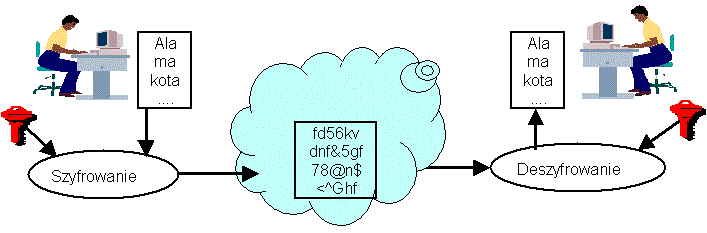 Ala
ma
kota
....
Szyfrowanie
fd56kv
dnf&5gf
78@n$
<^Ghf
Ala
ma
kota
....
Deszyfrowanie